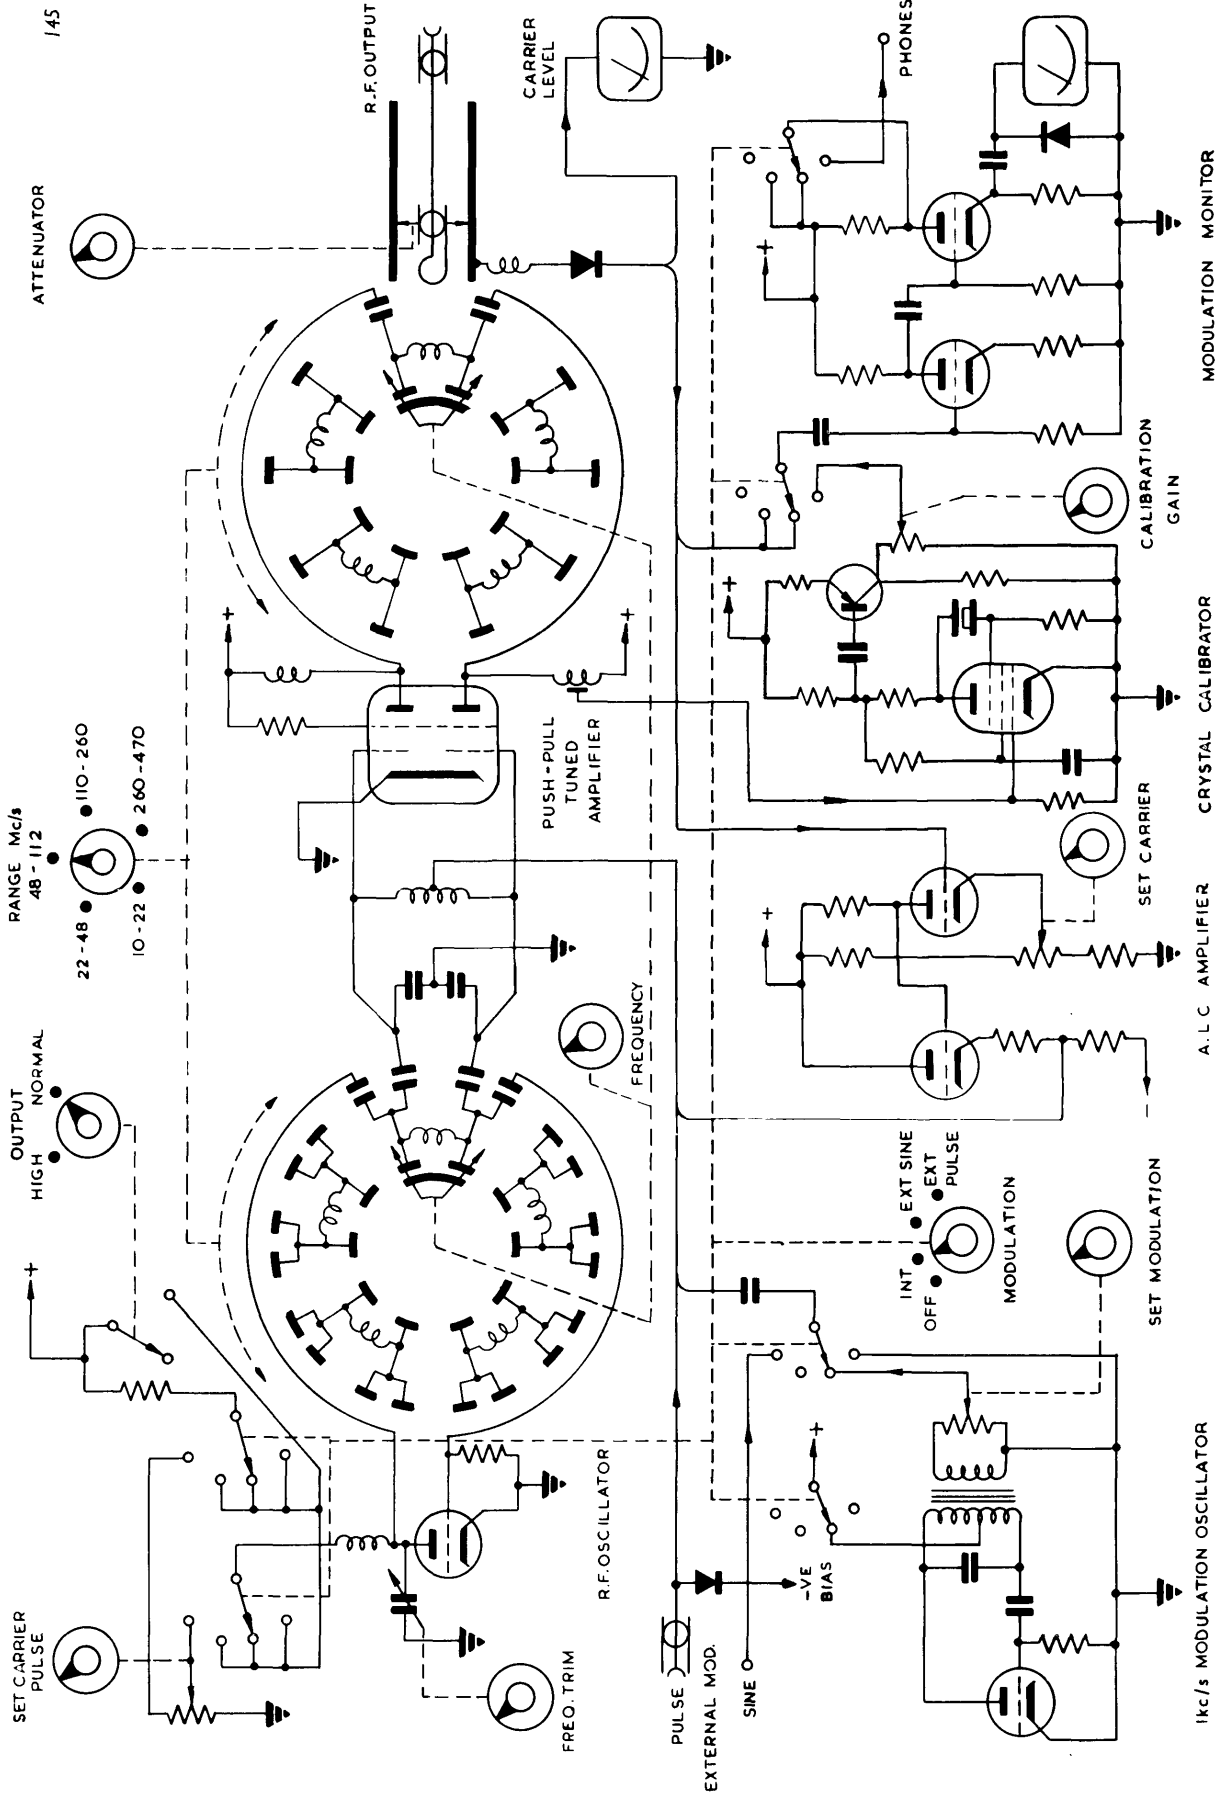 145
SET CARRIER
PULSE
OUTPUT
HIGH NORMAL
RANGE Mc/s
48-112
22-48
110-260
10-22
260-470
ATTENUATOR
R.F. OUTPUT
+
+
+
FREQ. TRIM
R.F. OSCILLATOR
FREQUENCY
PUSH-PULL
TUNED
AMPLIFIER
CARRIER
LEVEL
PULSE
EXTERNAL MOD.
SINE
-VE
BIAS
+
OFF
INT
EXT SINE
EXT
PULSE
MODULATION
SET MODULATION
SET MODULATION
+
SET CARRIER
+
CALIBRATION
GAIN
+
PHONES
1kc/s MODULATION OSCILLATOR
A.L C AMPLIFIER
CRYSTAL CALIBRATOR
MODULATION MONITOR